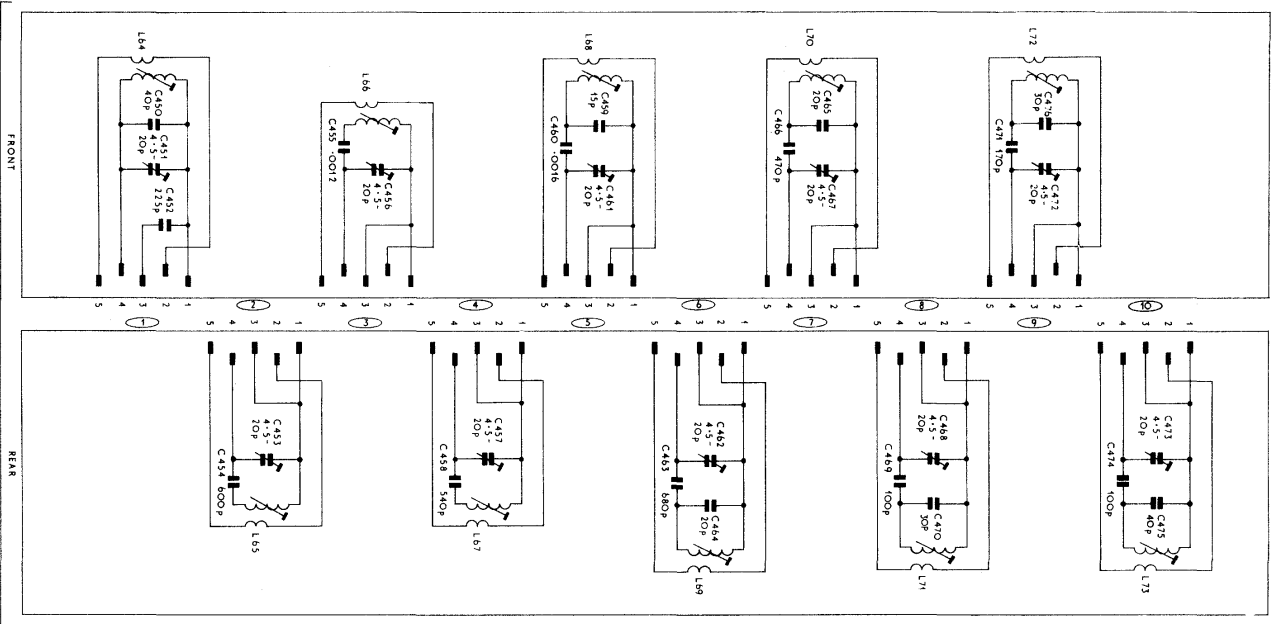 FRONT
L64
C450
40p
C451
4·5-
20p
C452
225p
L66
C455 ·0012
C456
4·5-
20p
L68
C459
15p
C460 ·0016
C461
4·5-
20p
L70
C465
20p
C466
470p
C467
4·5-
20p
L72
C476
30p
C471 170p
C472
4·5-
20p
5 4 3 2 1
5 4 3 2 1
5 4 3 2 1
5 4 3 2 1
5 4 3 2 1
2 4 6 8 10
1 3 5 7 9
5 4 3 2 1
5 4 3 2 1
5 4 3 2 1
5 4 3 2 1
5 4 3 2 1
REAR
C453
4·5-
20p
C454 600p
L65
C457
4·5-
20p
C458
540p
L67
C462
4·5-
20p
C463
680p
C464
20p
L69
C468
4·5-
20p
C469
100p
C470
30p
L71
C473
4·5-
20p
C474
100p
C475
40p
L73